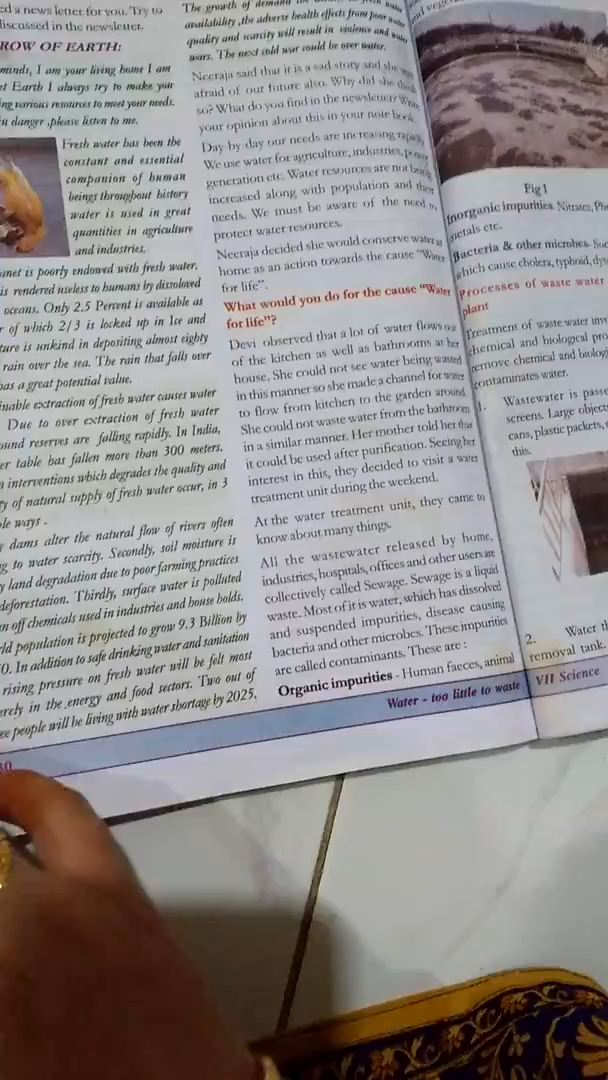 ed a news letter for you. Try to
discussed in the newsletter.
ROW OF EARTH:
minds, I am your living home I am
et Earth I always try to make you
ing various resources to meet your needs.
in danger ,please listen to me.
Fresh water has been the
constant and essential
companion of human
beings throughout history
water is used in great
quantities in agriculture
and industries.
anet is poorly endowed with fresh water.
is rendered useless to humans by dissolved
oceans. Only 2.5 Percent is available as
r of which 2/3 is locked up in Ice and
ture is unkind in depositing almost eighty
rain over the sea. The rain that falls over
has a great potential value.
inable extraction of fresh water causes water
Due to over extraction of fresh water
ound reserves are falling rapidly. In India,
er table has fallen more than 300 meters.
n interventions which degrades the quality and
ty of natural supply of fresh water occur, in 3
le ways .
dams alter the natural flow of rivers often
g to water scarcity. Secondly, soil moisture is
y land degradation due to poor farming practices
deforestation. Thirdly, surface water is polluted
n off chemicals used in industries and house holds.
ld population is projected to grow 9.3 Billion by
0. In addition to safe drinking water and sanitation
rising pressure on fresh water will be felt most
erely in the energy and food sectors. Two out of
ee people will be living with water shortage by 2025.
The growth of demand
availability ,the adverse health effects from poor water
quality and scarcity will result in violence and water
wars. The next cold war could be over water.
Neeraja said that it is a sad story and she was
afraid of our future also. Why did she think
so? What do you find in the newsletter? What
your opinion about this in your note book.
Day by day our needs are increasing rapidly
We use water for agriculture, industries, power
generation etc. Water resources are not being
increased along with population and their
needs. We must be aware of the need to
protect water resources.
Neeraja decided she would conserve water at
home as an action towards the cause "Water
for life".
What would you do for the cause "Water
for life"?
Devi observed that a lot of water flows out
of the kitchen as well as bathrooms at her
house. She could not see water being wasted
in this manner so she made a channel for water
to flow from kitchen to the garden around.
She could not waste water from the bathroom
in a similar manner. Her mother told her that
it could be used after purification. Seeing her
interest in this, they decided to visit a water
treatment unit during the weekend.
At the water treatment unit, they came to
know about many things.
All the wastewater released by home,
industries, hospitals, offices and other users are
collectively called Sewage. Sewage is a liquid
waste. Most of it is water, which has dissolved
and suspended impurities, disease causing
bacteria and other microbes. These impurities
are called contaminants. These are :
Organic impurities - Human faeces, animal
Water - too little to waste
and vege
Fig 1
Inorganic impurities. Nitrates, Pho
metals etc.
Bacteria & other microbes. Suc
which cause cholera, typhoid, dys
Processes of waste water
plant
Treatment of waste water invo
chemical and biological pro
remove chemical and biologi
contaminates water.
1. Wastewater is passe
screens. Large object
cans, plastic packets,
this.
2. Water th
removal tank.
VII Science